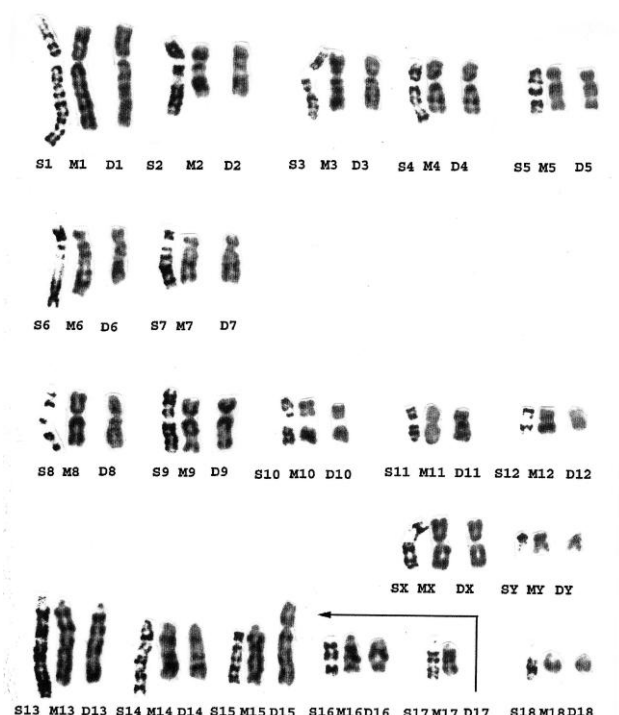 S1 M1 D1 S2 M2 D2 S3 M3 D3 S4 M4 D4 S5 M5 D5
S6 M6 D6 S7 M7 D7
S8 M8 D8 S9 M9 D9 S10 M10 D10 S11 M11 D11 S12 M12 D12
SX MX DX SY MY DY
S13 M13 D13 S14 M14 D14 S15 M15 D15 S16 M16 D16 S17 M17 D17 S18 M18 D18